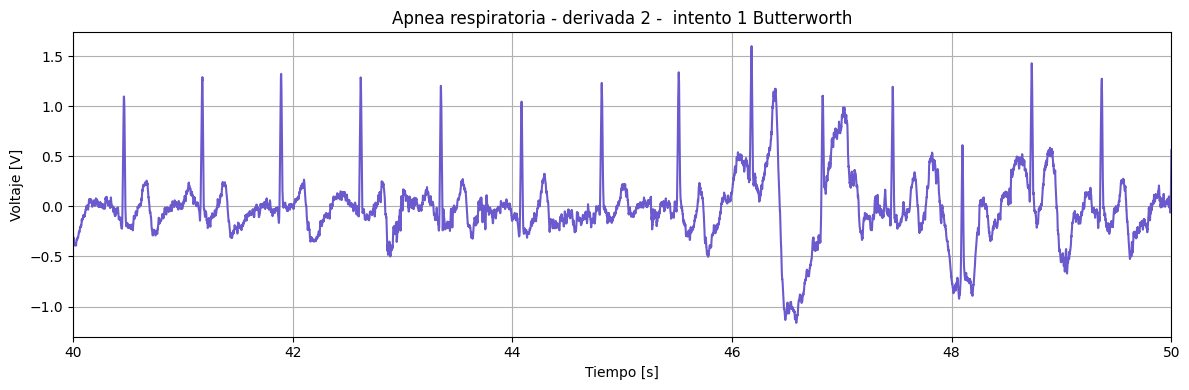 Apnea respiratoria - derivada 2 -  intento 1 Butterworth
Voltaje [V]
1.5
1.0
0.5
0.0
−0.5
−1.0
40 42 44 46 48 50
Tiempo [s]